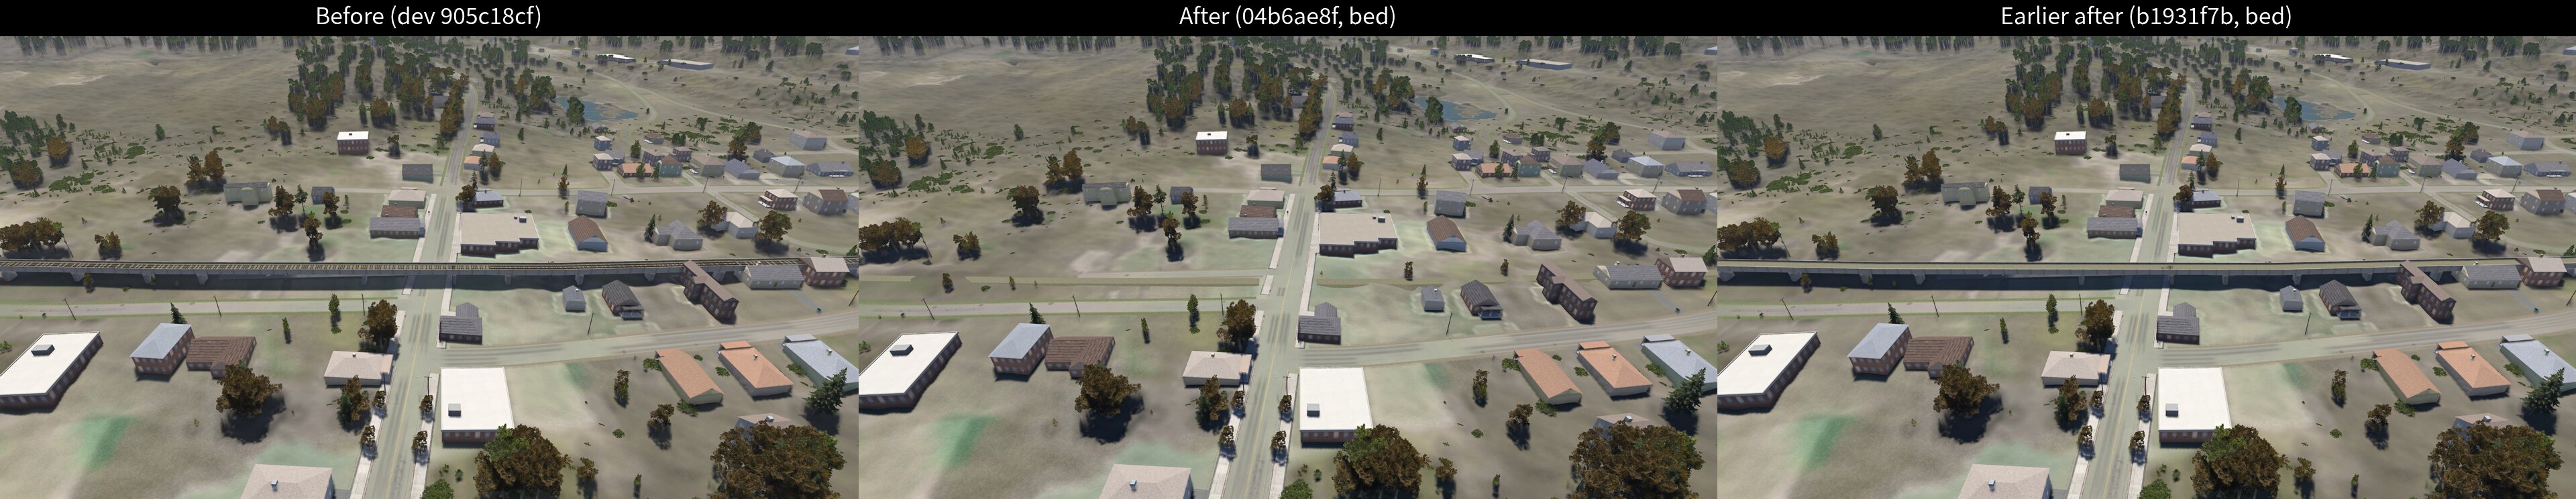 Before (dev 905c18cf)
After (04b6ae8f, bed)
Earlier after (b1931f7b, bed)